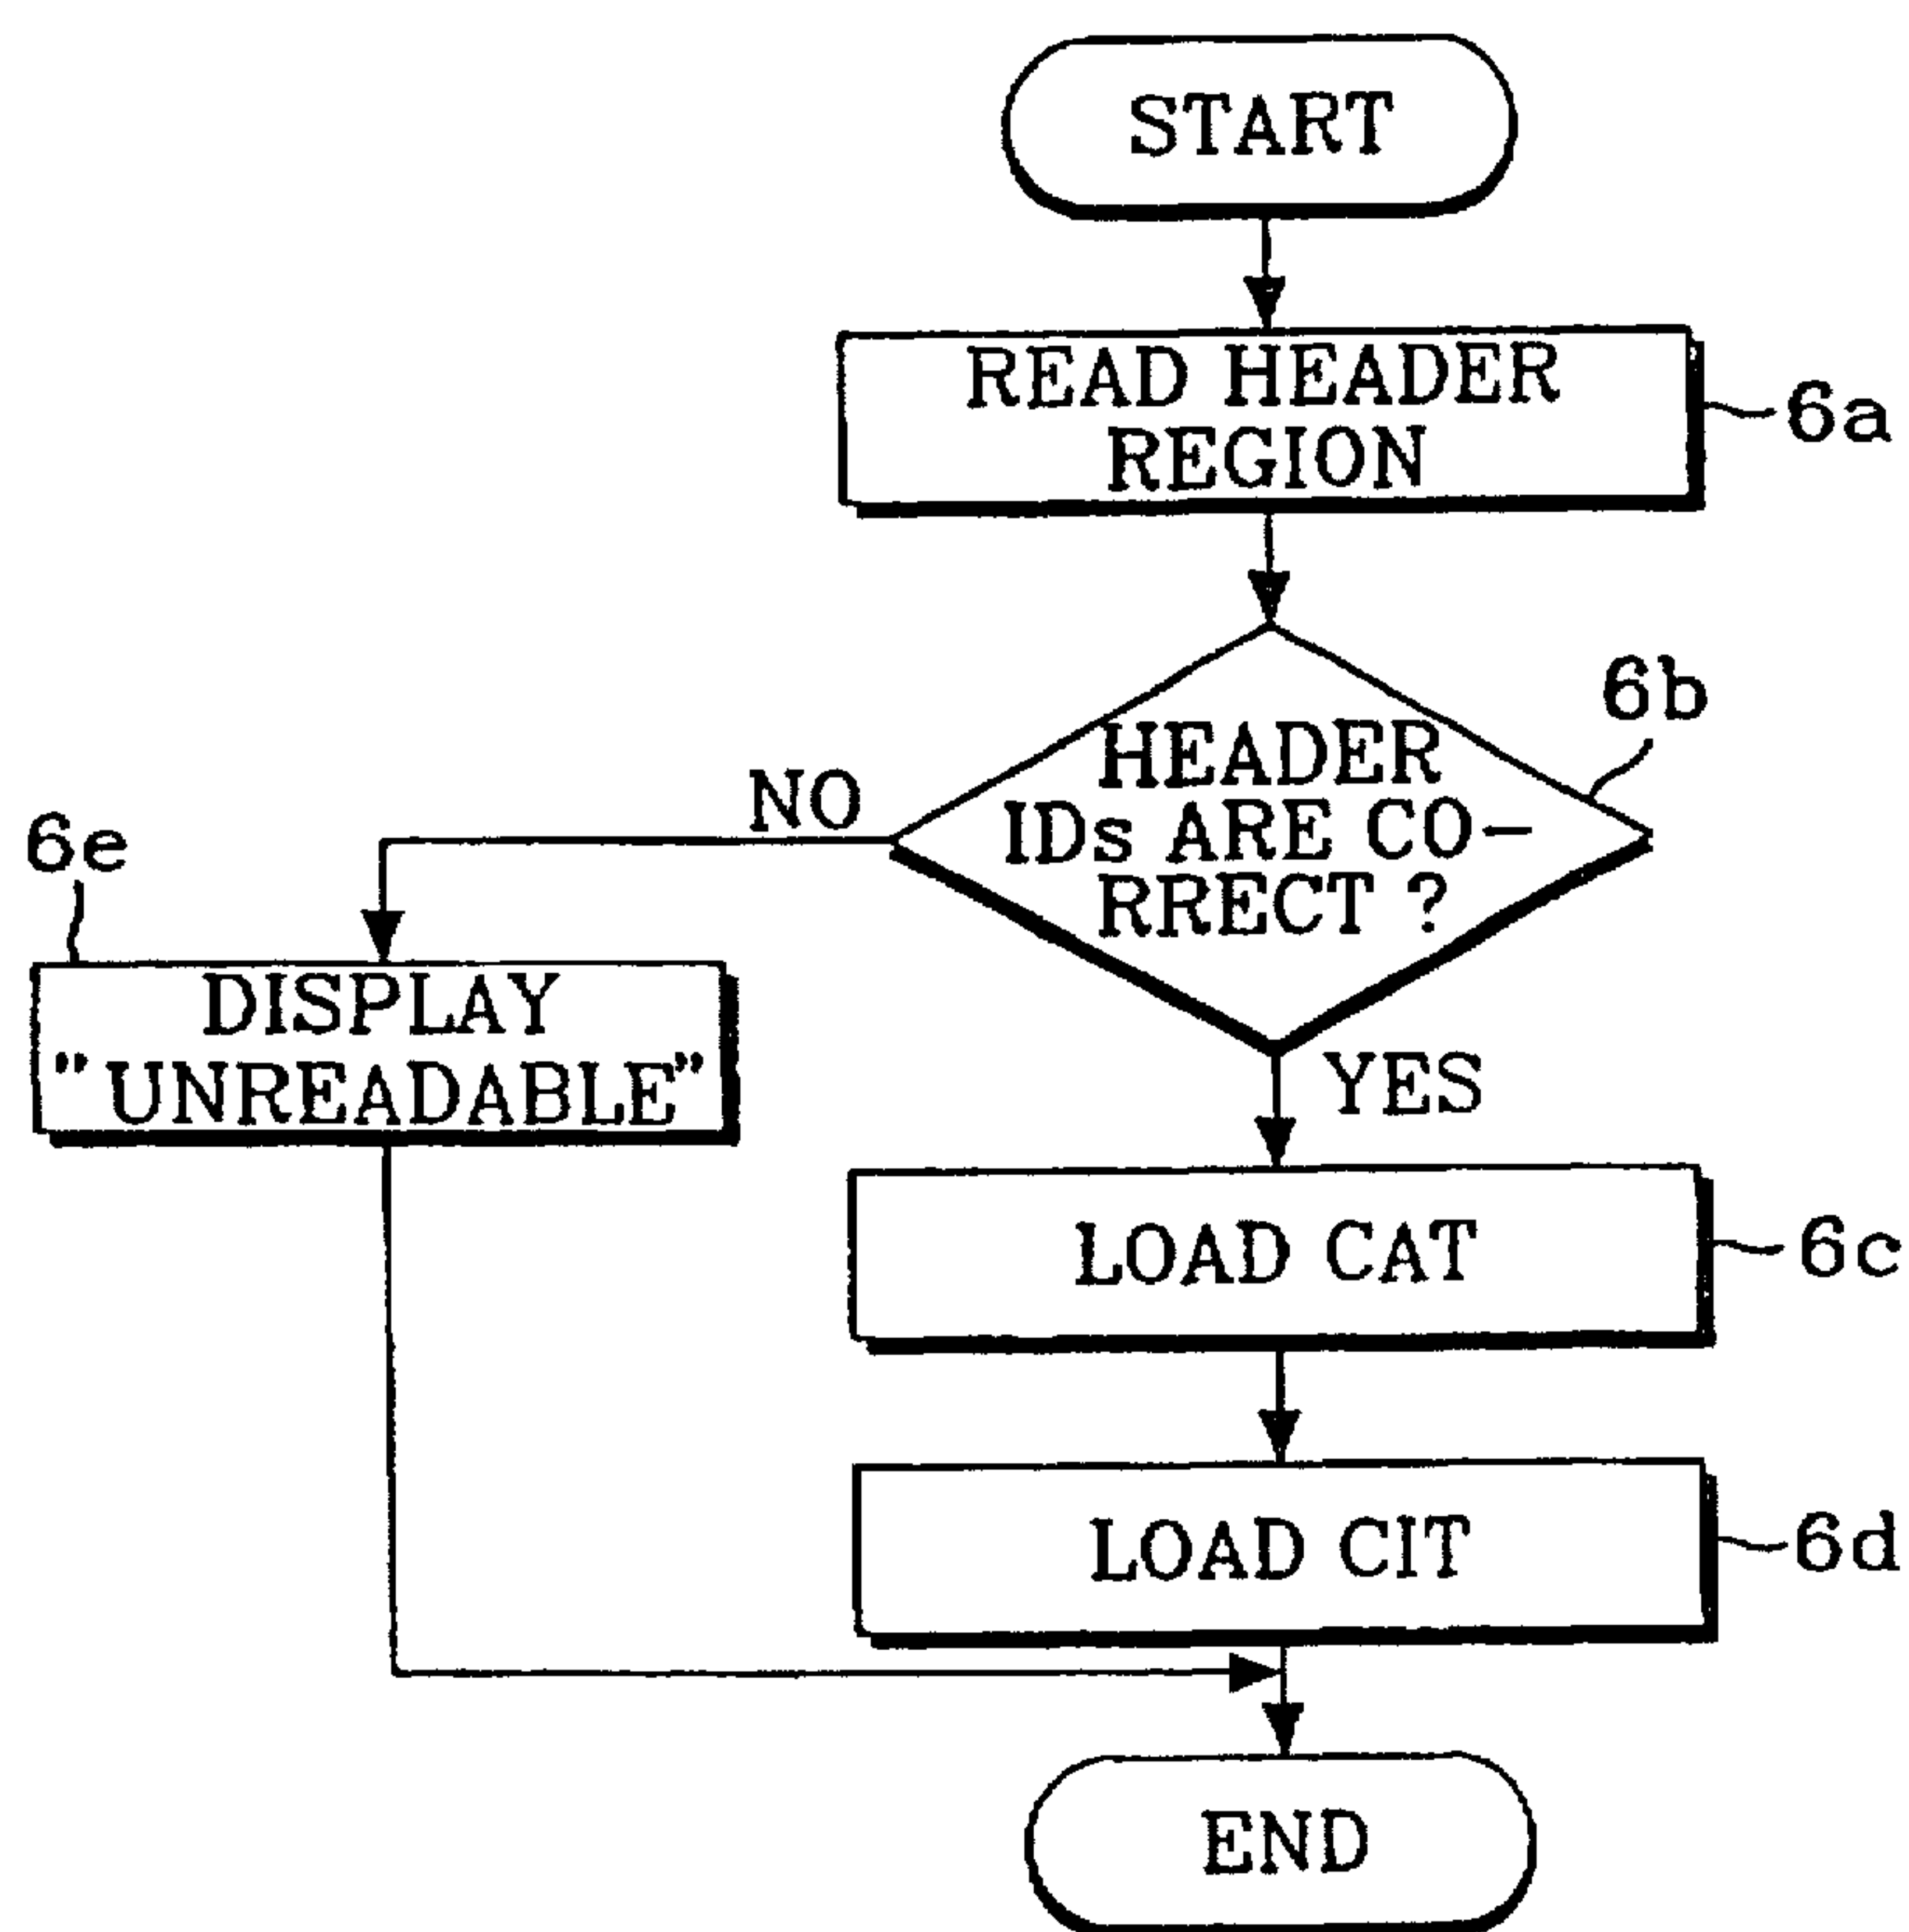 START
READ HEADER
REGION
6a
6b
HEADER
IDs ARE CO-
RRECT ?
NO
YES
6e
DISPLAY
"UNREADABLE"
LOAD CAT
6c
LOAD CIT
6d
END